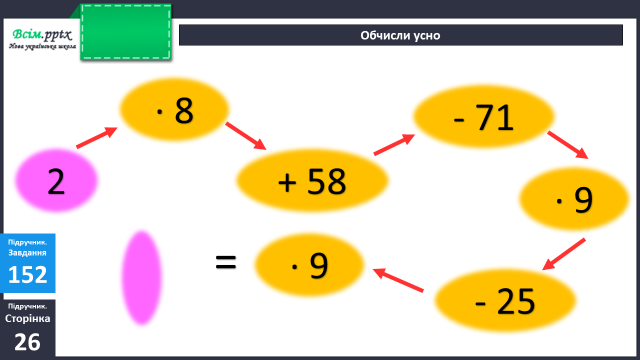 Всім.pptx
Нова українська школа
Обчисли усно
2
· 8
+ 58
- 71
· 9
- 25
· 9
=
Підручник.
Завдання
152
Підручник.
Сторінка
26